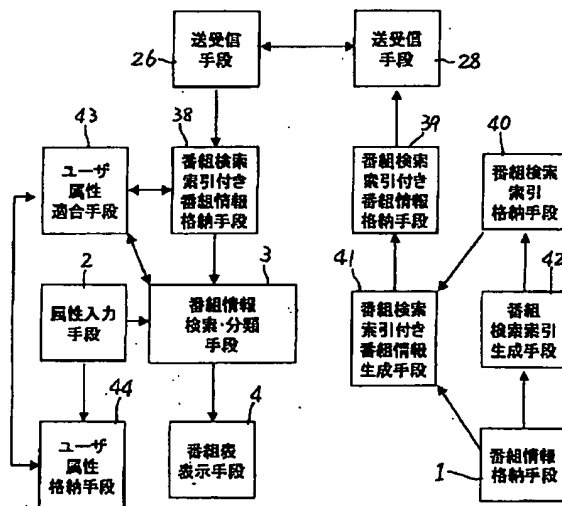 送受信
手段
26
送受信
手段
28
43
ユーザ
属性
適合手段
38
番組検索
索引付き
番組情報
格納手段
39
番組検索
索引付き
番組情報
格納手段
40
番組検索
索引
格納手段
2
属性入力
手段
3
番組情報
検索・分類
手段
41
番組検索
索引付き
番組情報
生成手段
42
番組
検索索引
生成手段
44
ユーザ
属性
格納手段
4
番組表
表示手段
1
番組情報
格納手段